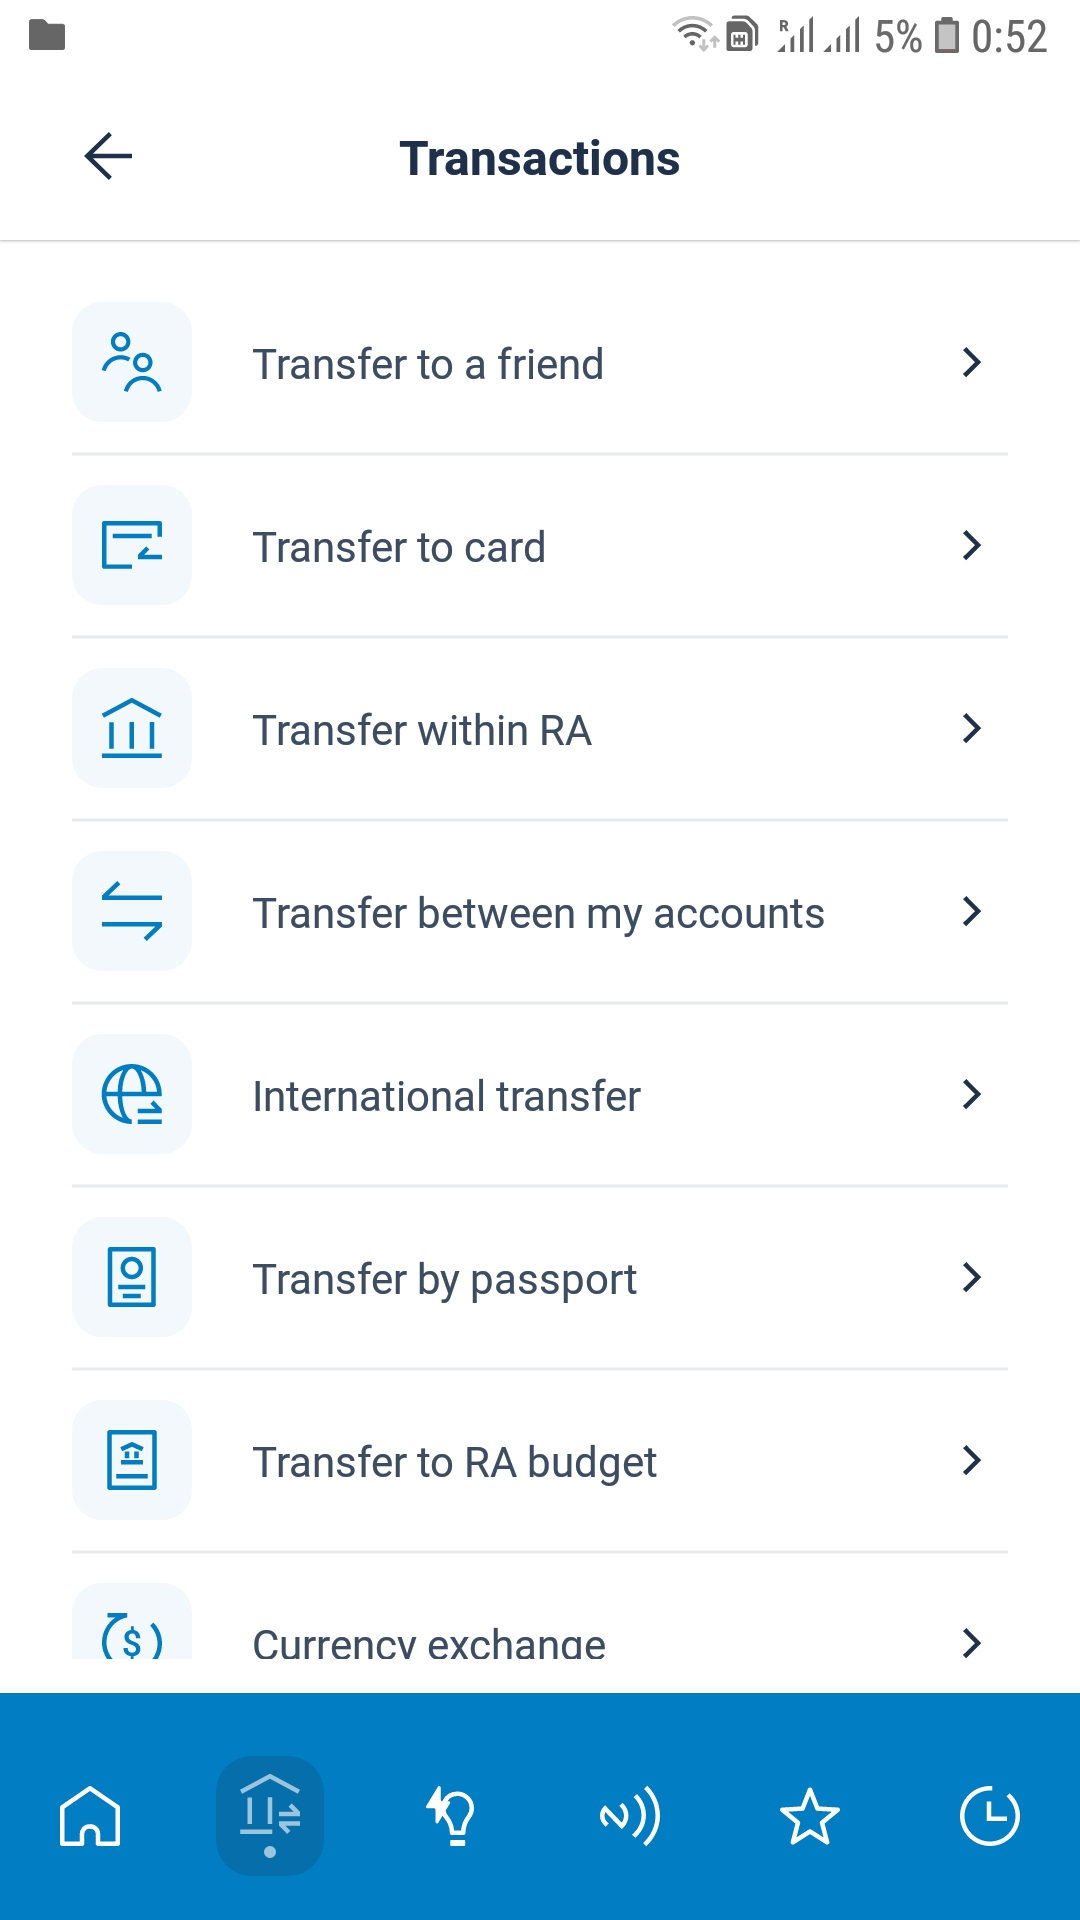 R 5% 0:52
Transactions
Transfer to a friend
Transfer to card
Transfer within RA
Transfer between my accounts
International transfer
Transfer by passport
Transfer to RA budget
$ Currency exchange